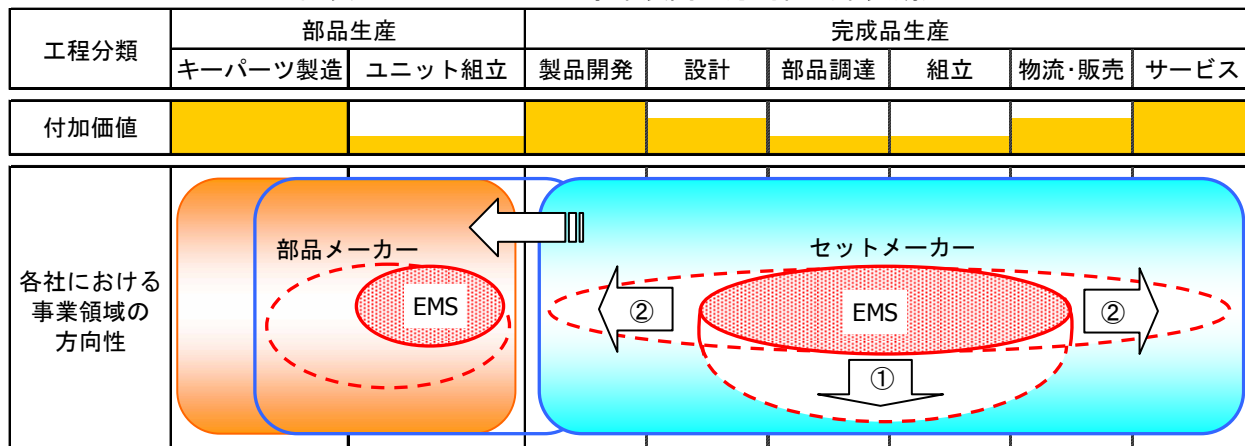 工程分類
部品生産
完成品生産
キーパーツ製造
ユニット組立
製品開発
設計
部品調達
組立
物流・販売
サービス
付加価値
各社における
事業領域の
方向性
部品メーカー
セットメーカー
EMS
②
EMS
②
①